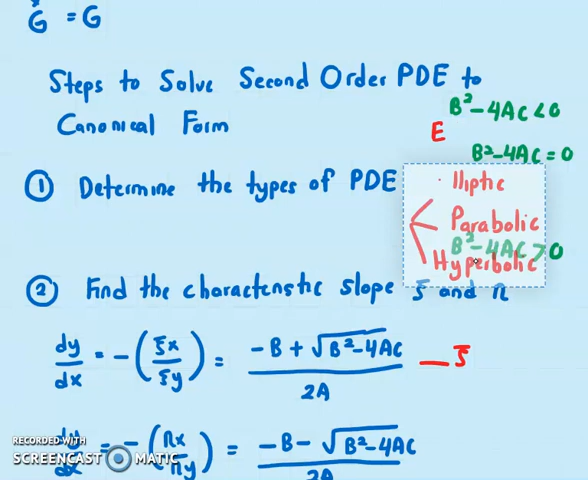 G̽ = G
Steps to Solve Second Order PDE to
Canonical Form
B² - 4AC < 0
E
B² - 4AC = 0
① Determine the types of PDE
lliptic
Parabolic
B² - 4AC > 0
Hyperbolic
② Find the characteristic slope ξ and η
dy/dx = -(ξx/ξy) = (-B + √(B² - 4AC))/2A — ξ
dy/dx = -(ηx/ηy) = (-B - √(B² - 4AC))/2A
RECORDED WITH
SCREENCAST MATIC